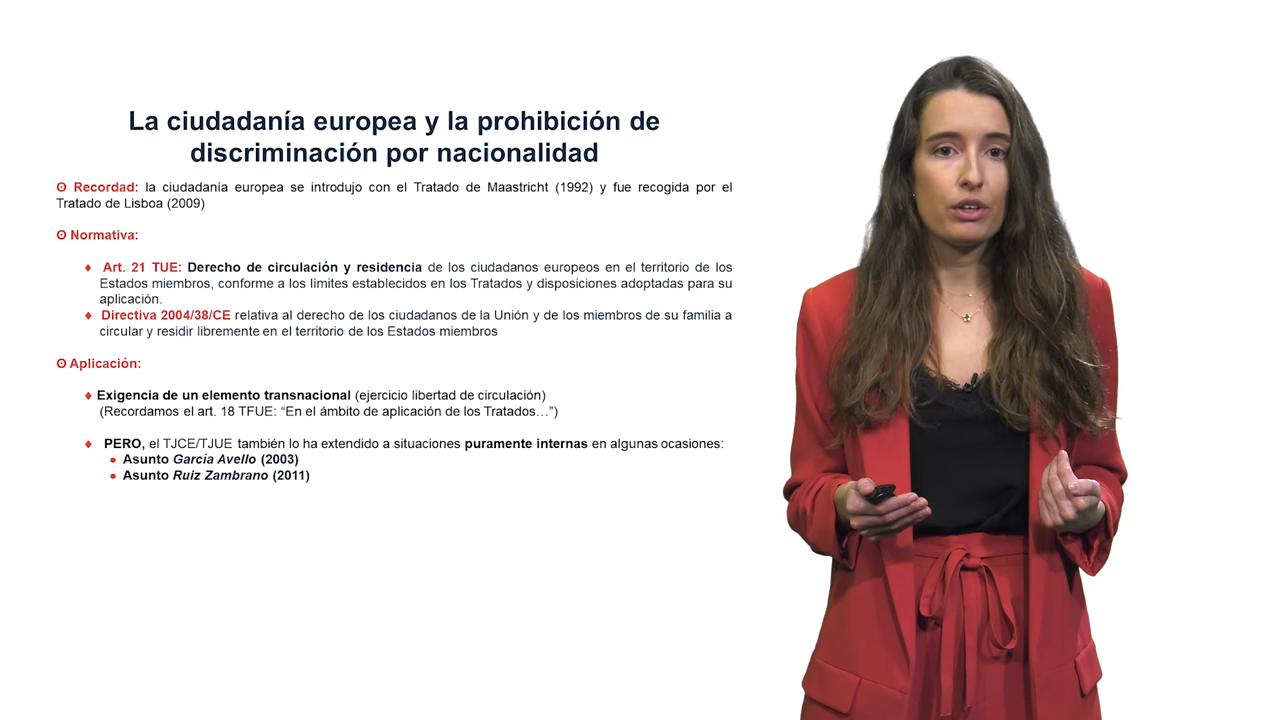 La ciudadanía europea y la prohibición de
discriminación por nacionalidad
ʘ Recordad: la ciudadanía europea se introdujo con el Tratado de Maastricht (1992) y fue recogida por el
Tratado de Lisboa (2009)
ʘ Normativa:
♦ Art. 21 TUE: Derecho de circulación y residencia de los ciudadanos europeos en el territorio de los
Estados miembros, conforme a los límites establecidos en los Tratados y disposiciones adoptadas para su
aplicación.
♦ Directiva 2004/38/CE relativa al derecho de los ciudadanos de la Unión y de los miembros de su familia a
circular y residir libremente en el territorio de los Estados miembros
ʘ Aplicación:
♦ Exigencia de un elemento transnacional (ejercicio libertad de circulación)
(Recordamos el art. 18 TFUE: “En el ámbito de aplicación de los Tratados…”)
♦ PERO, el TJCE/TJUE también lo ha extendido a situaciones puramente internas en algunas ocasiones:
• Asunto García Avello (2003)
• Asunto Ruiz Zambrano (2011)